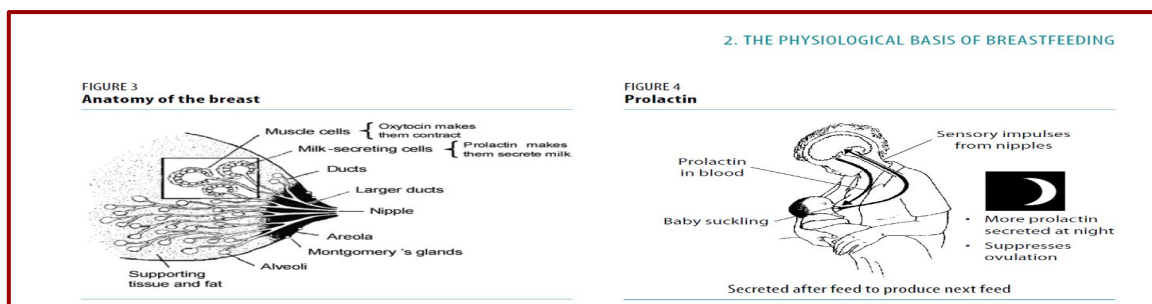 2. THE PHYSIOLOGICAL BASIS OF BREASTFEEDING
FIGURE 3
Anatomy of the breast
Muscle cells { Oxytocin makes
them contract
Milk-secreting cells { Prolactin makes
them secrete milk
Ducts
Larger ducts
Nipple
Areola
Montgomery 's glands
Alveoli
Supporting
tissue and fat
FIGURE 4
Prolactin
Sensory impulses
from nipples
Prolactin
in blood
Baby suckling
• More prolactin
secreted at night
• Suppresses
ovulation
Secreted after feed to produce next feed